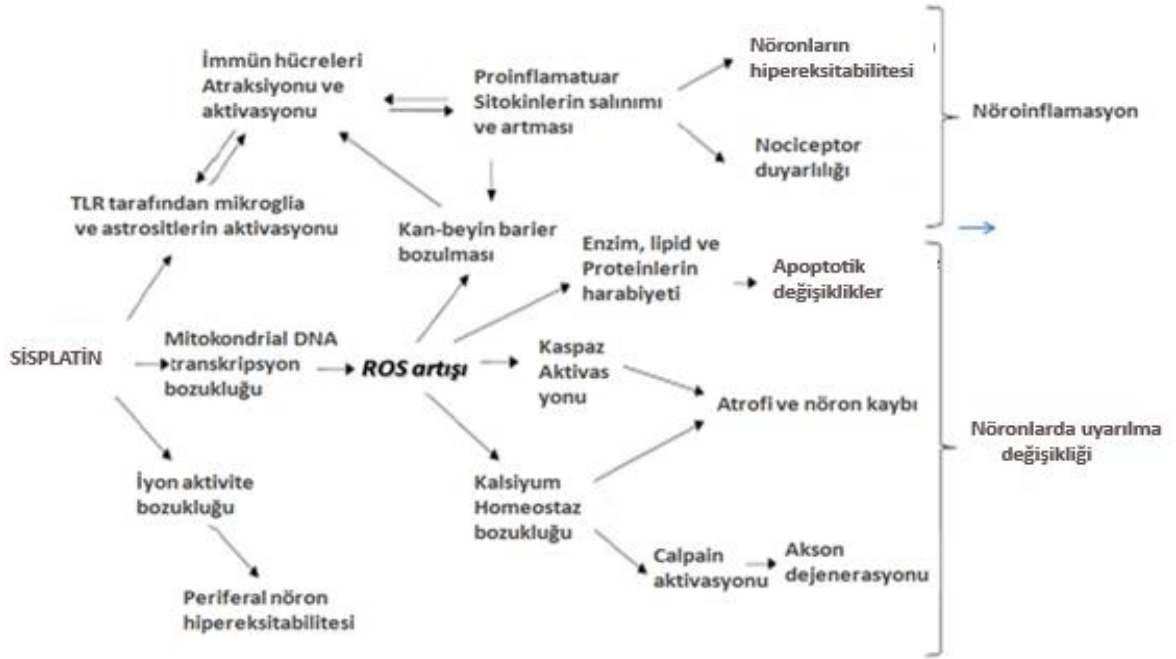 İmmün hücreleri
Atraksiyonu ve
aktivasyonu
Proinflamatuar
Sitokinlerin salınımı
ve artması
Nöronların
hipereksitabilitesi
Nöroinflamasyon
Nociceptor
duyarlılığı
TLR tarafından mikroglia
ve astrositlerin aktivasyonu
Kan-beyin barier
bozulması
Enzim, lipid ve
Proteinlerin
harabiyeti
Apoptotik
değişiklikler
SİSPLATİN
Mitokondrial DNA
transkripsyon
bozukluğu
ROS artışı
Kaspaz
Aktivas
yonu
Atrofi ve nöron kaybı
Nöronlarda uyarılma
değişikliği
İyon aktivite
bozukluğu
Kalsiyum
Homeostaz
bozukluğu
Calpain
aktivasyonu
Akson
dejenerasyonu
Periferal nöron
hipereksitabilitesi